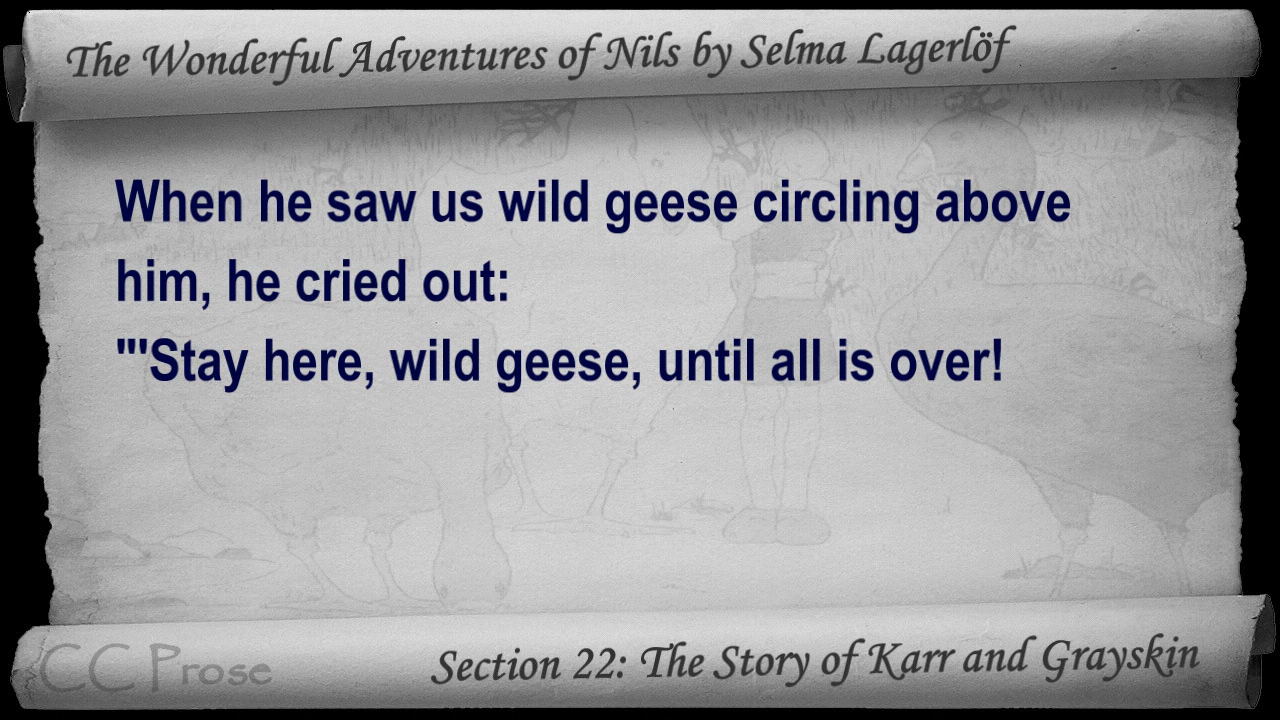 The Wonderful Adventures of Nils by Selma Lagerlöf
When he saw us wild geese circling above
him, he cried out:
"'Stay here, wild geese, until all is over!
CC Prose
Section 22: The Story of Karr and Grayskin